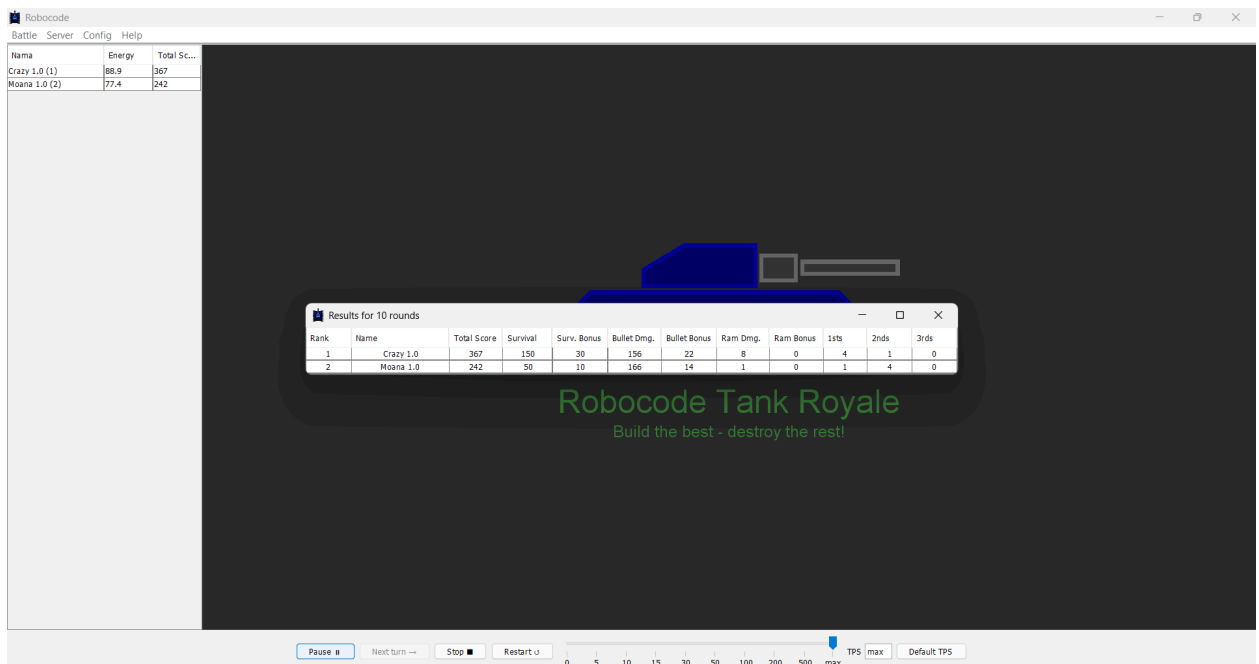 Robocode
Battle Server Config Help
Name Energy Total Sc...
Crazy 1.0 (1) 88.9 367
Moana 1.0 (2) 77.4 242
Results for 10 rounds
Rank Name Total Score Survival Surv. Bonus Bullet Dmg. Bullet Bonus Ram Dmg. Ram Bonus 1sts 2nds 3rds
1 Crazy 1.0 367 150 30 156 22 8 0 4 1 0
2 Moana 1.0 242 50 10 166 14 1 0 1 4 0
Robocode Tank Royale
Build the best - destroy the rest!
Pause Next turn → Stop Restart TPS max Default TPS
0 5 10 15 30 50 100 200 500 max